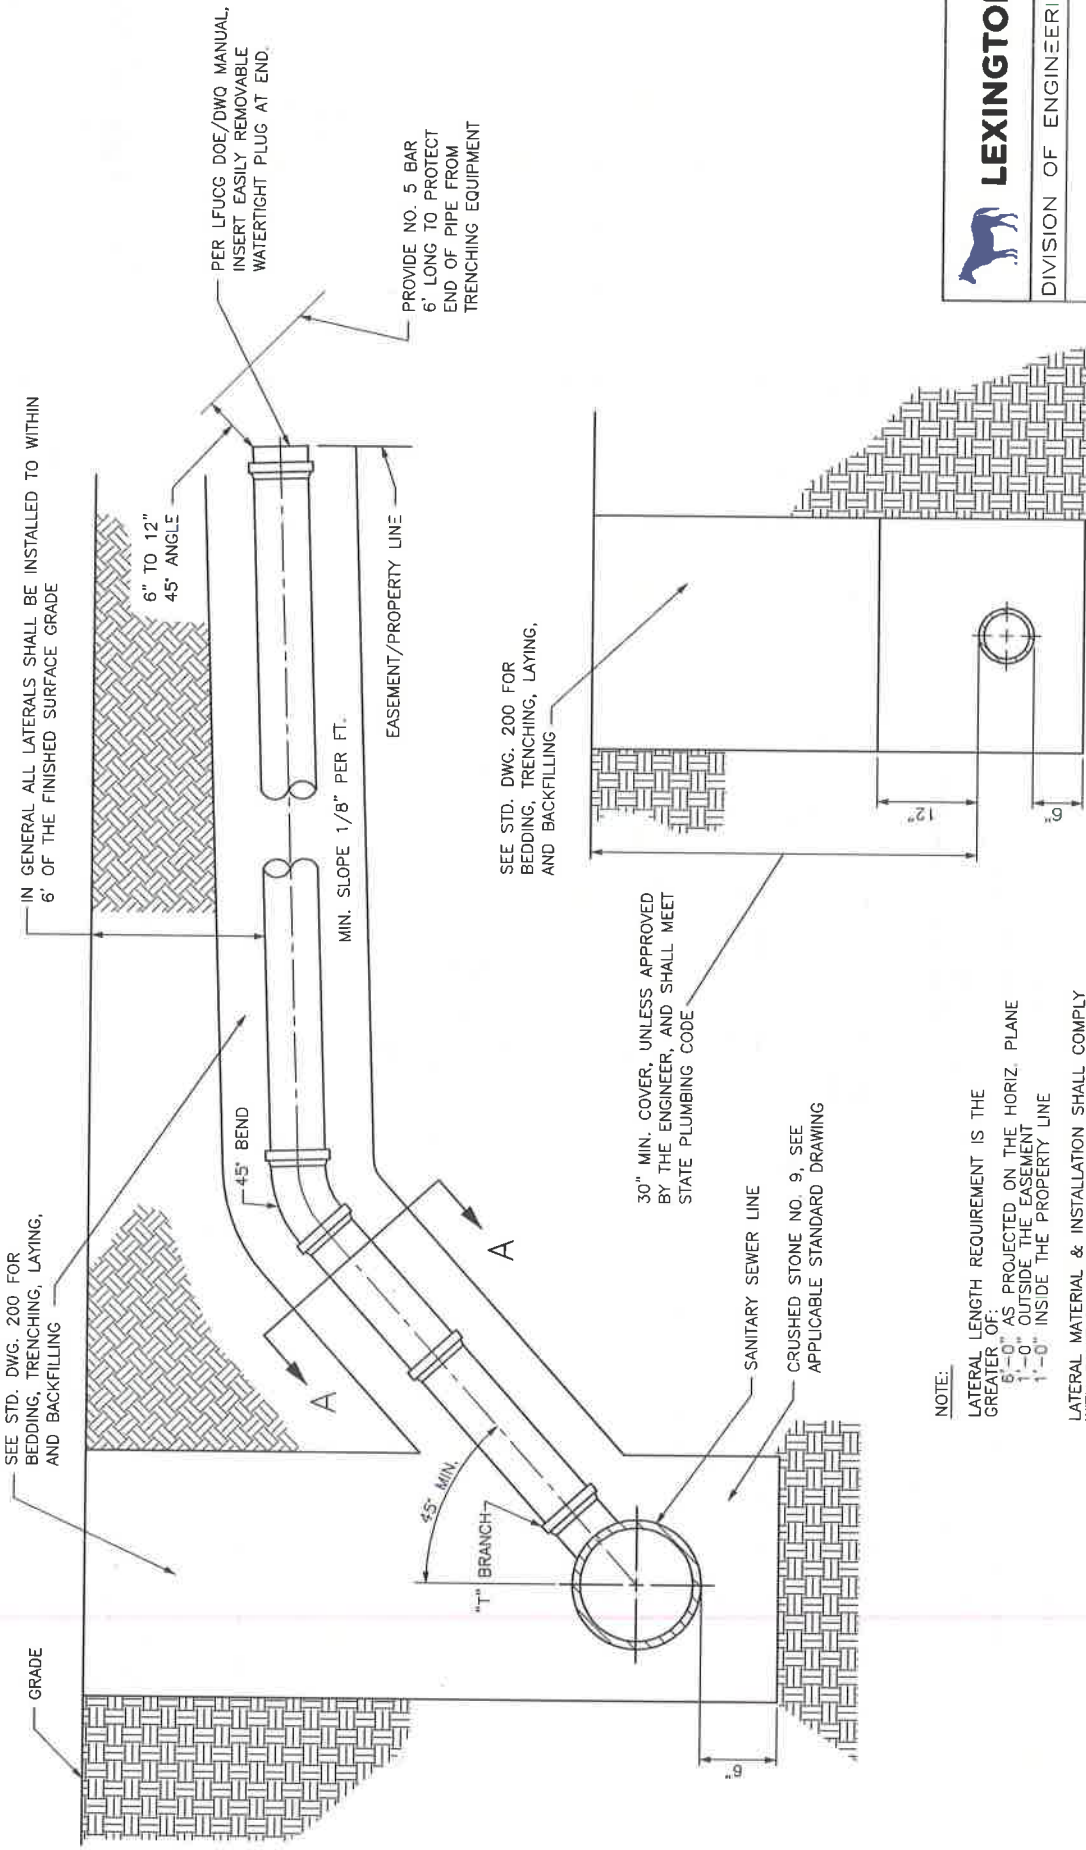 GRADE
SEE STD. DWG. 200 FOR
BEDDING, TRENCHING, LAYING,
AND BACKFILLING
IN GENERAL ALL LATERALS SHALL BE INSTALLED TO WITHIN
6' OF THE FINISHED SURFACE GRADE
6" TO 12"
45° ANGLE
PER LFUCG DOE/DWQ MANUAL,
INSERT EASILY REMOVABLE
WATERTIGHT PLUG AT END.
PROVIDE NO. 5 BAR
6' LONG TO PROTECT
END OF PIPE FROM
TRENCHING EQUIPMENT
45° BEND
MIN. SLOPE 1/8" PER FT.
EASEMENT/PROPERTY LINE
A
A
45° MIN.
"T" BRANCH
6"
SANITARY SEWER LINE
CRUSHED STONE NO. 9, SEE
APPLICABLE STANDARD DRAWING
SEE STD. DWG. 200 FOR
BEDDING, TRENCHING, LAYING,
AND BACKFILLING
30" MIN. COVER, UNLESS APPROVED
BY THE ENGINEER, AND SHALL MEET
STATE PLUMBING CODE
12"
6"
NOTE:
LATERAL LENGTH REQUIREMENT IS THE
GREATER OF:
6'-0" AS PROJECTED ON THE HORIZ. PLANE
1'-0" OUTSIDE THE EASEMENT
1'-0" INSIDE THE PROPERTY LINE
LATERAL MATERIAL & INSTALLATION SHALL COMPLY
LEXINGTO
DIVISION OF ENGINEERI